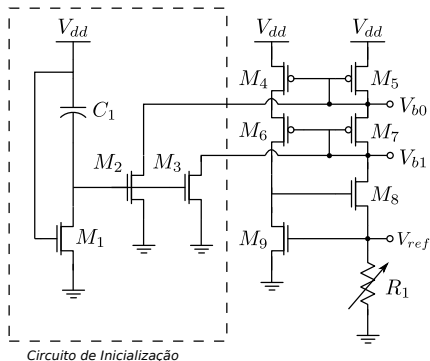 Vdd
Vdd
Vdd
C1
M4
M5
Vb0
M2
M3
M6
M7
Vb1
M1
M8
M9
Vref
R1
Circuito de Inicialização